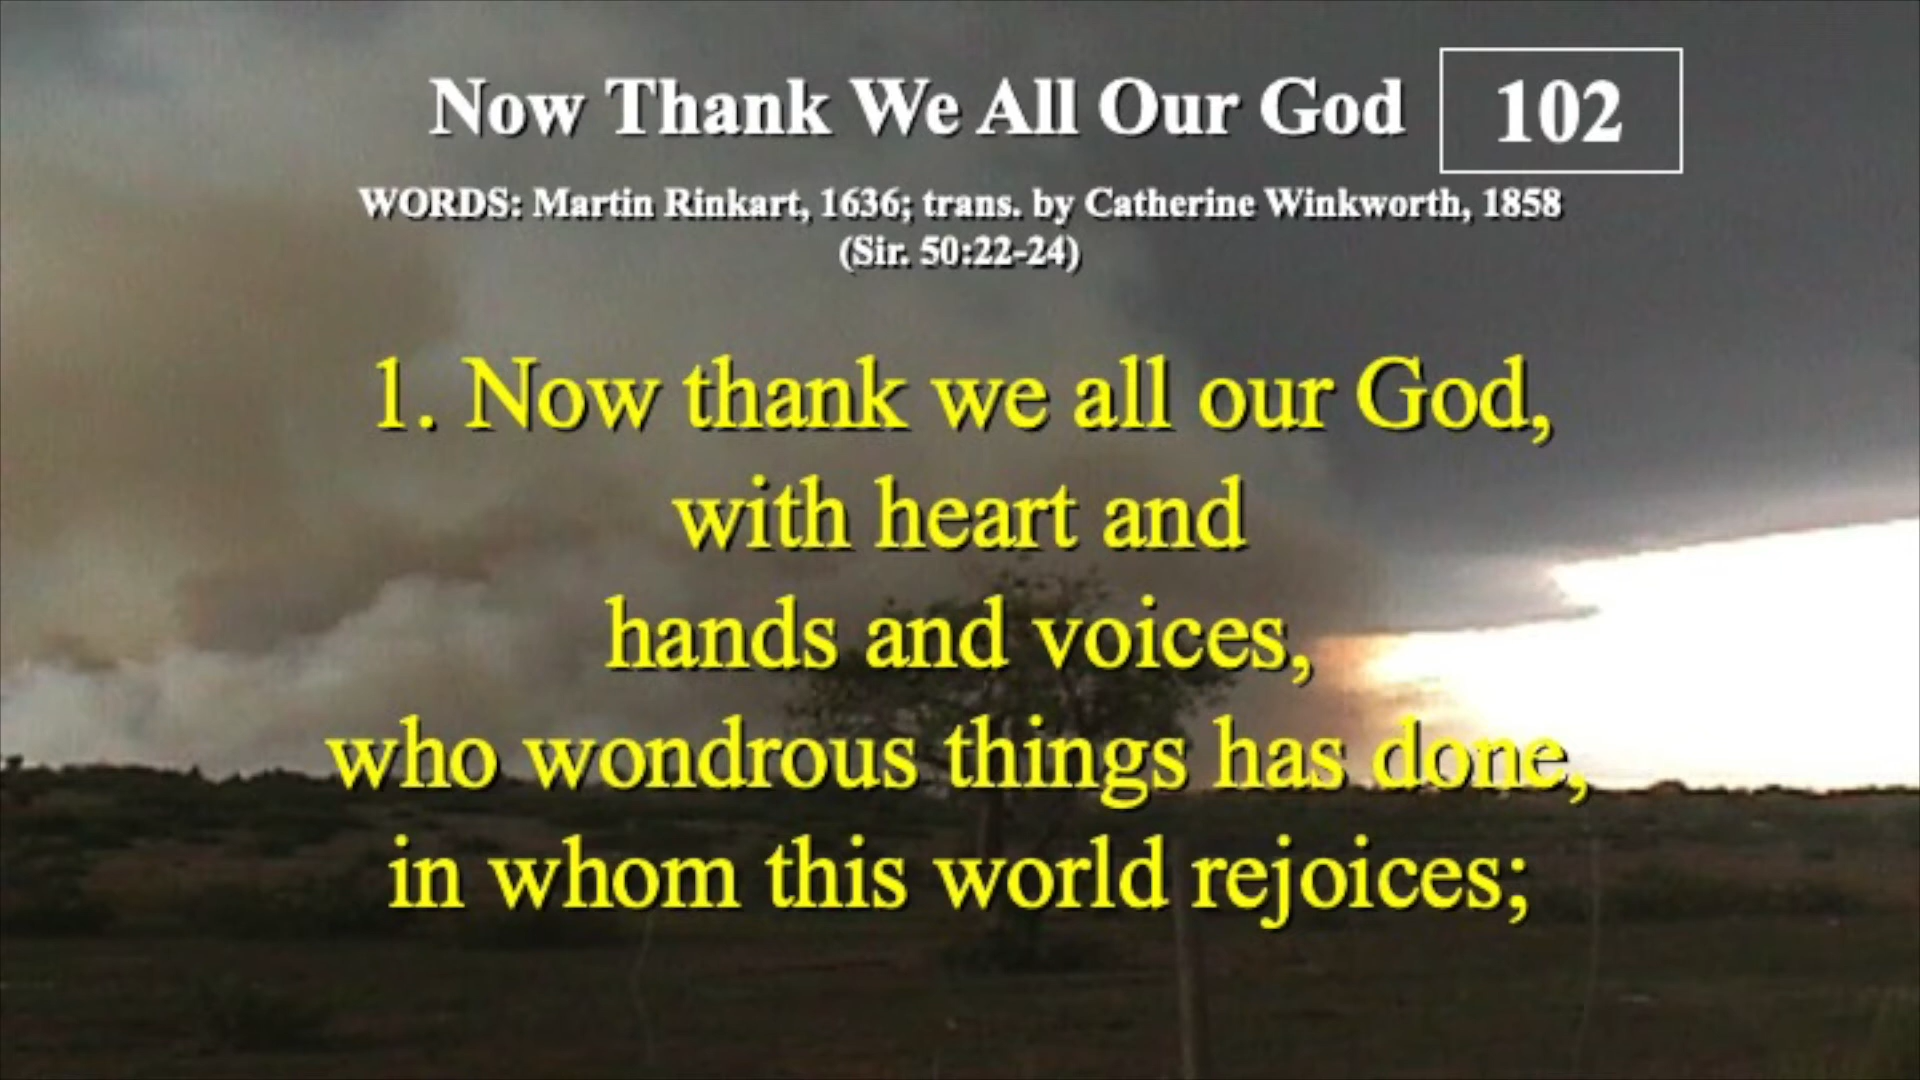 Now Thank We All Our God 102
WORDS: Martin Rinkart, 1636; trans. by Catherine Winkworth, 1858
(Sir. 50:22-24)
1. Now thank we all our God,
with heart and
hands and voices,
who wondrous things has done,
in whom this world rejoices;